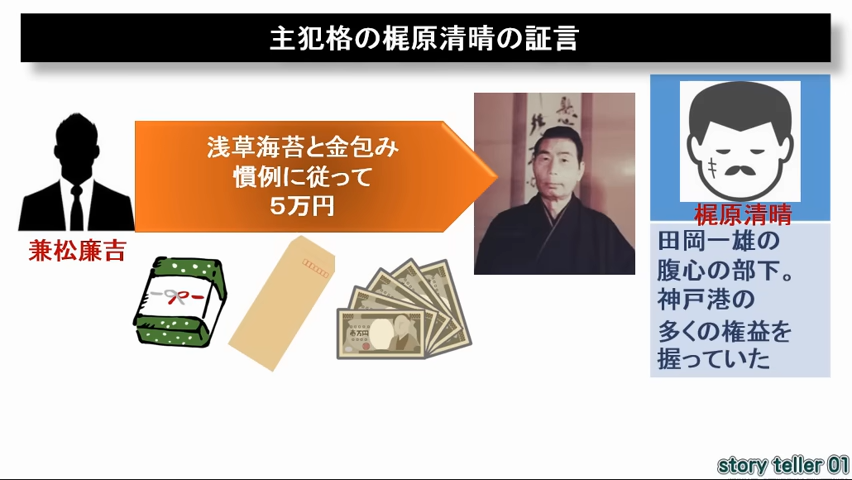 主犯格の梶原清晴の証言
浅草海苔と金包み
慣例に従って
5万円
兼松廉吉
梶原清晴
田岡一雄の
腹心の部下。
神戸港の
多くの権益を
握っていた
story teller 01